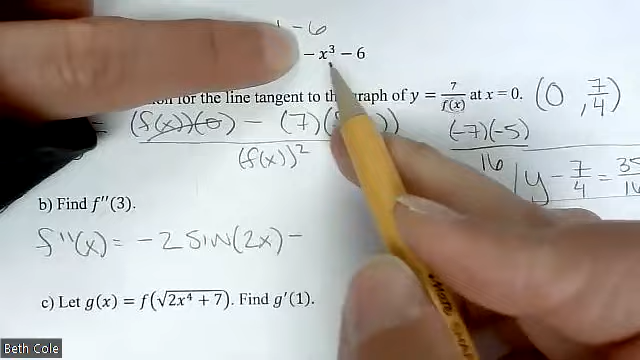 - 6
- x³ - 6
for the line tangent to the graph of y = 7/f(x) at x = 0. (0, 7/4)
(f(x))(0) - (7)( ))
(f(x))²
(-7)(-5)
16
y - 7/4 = 35/16
b) Find f''(3).
f''(x) = -2 sin(2x) -
c) Let g(x) = f(√(2x⁴ + 7)). Find g'(1).
Beth Cole